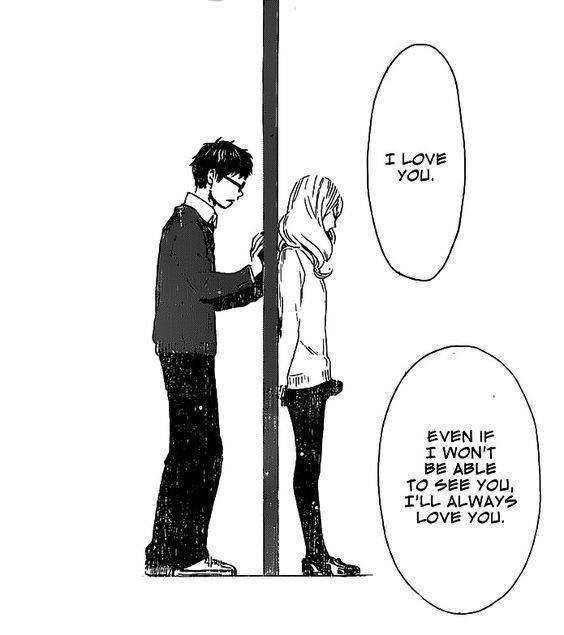 I LOVE
YOU.
EVEN IF
I WON'T
BE ABLE
TO SEE YOU,
I'LL ALWAYS
LOVE YOU.